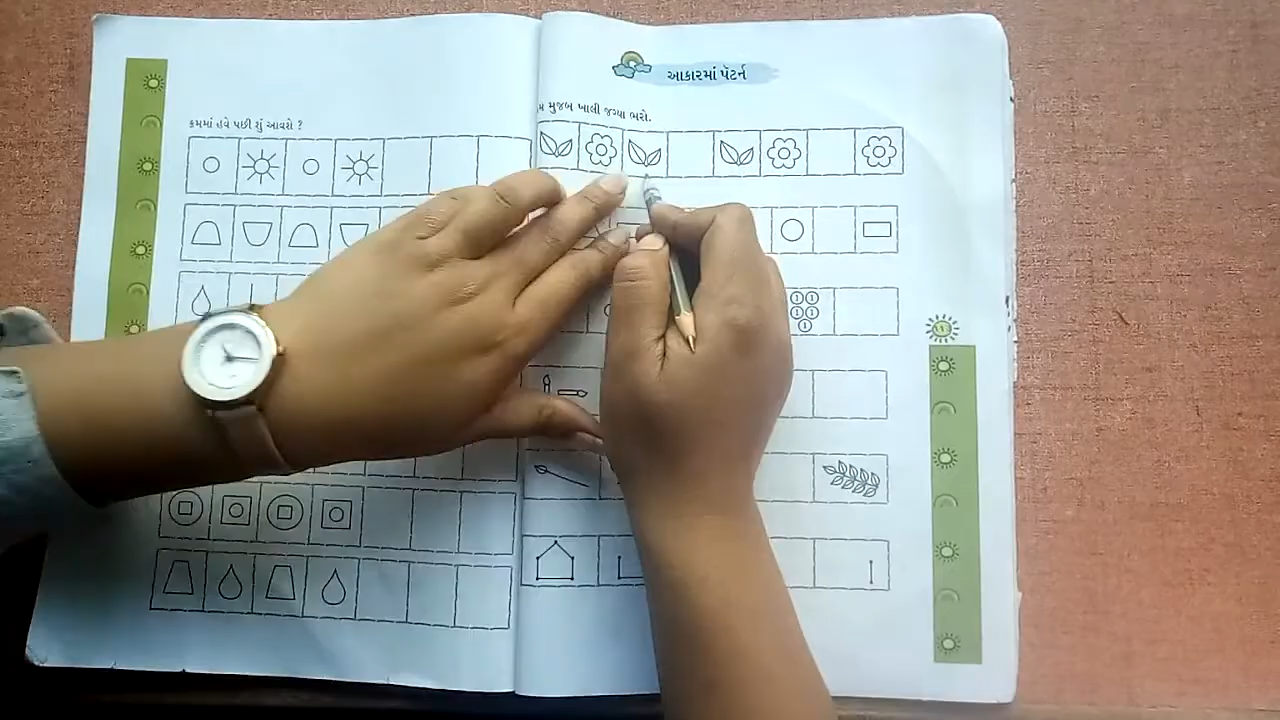 ક્રમમાં હવે પછી શું આવશે ?
આકારમાં પૅટર્ન
મુજબ ખાલી જગ્યા ભરો.